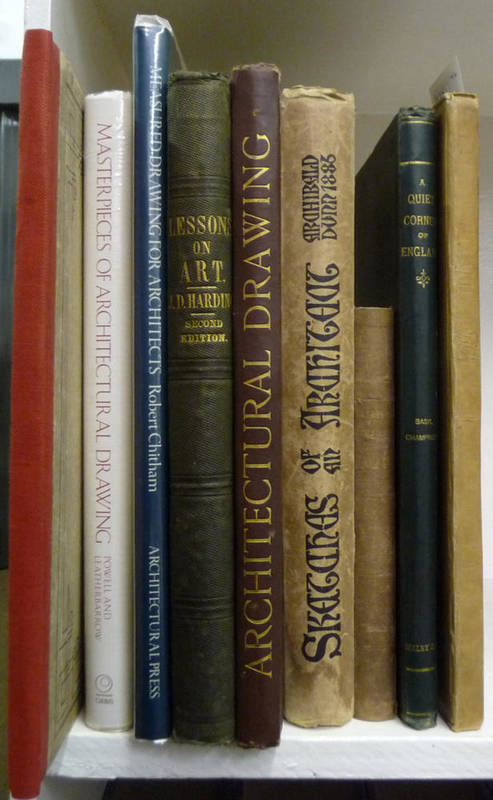 MASTERPIECES OF ARCHITECTURAL DRAWING
POWELL AND
LEATHERBARROW
MEASURED DRAWING FOR ARCHITECTS Robert Chitham
ARCHITECTURAL PRESS
LESSONS
ON
ART.
J.D. HARDING
SECOND
EDITION.
ARCHITECTURAL DRAWING
SKETCHES OF AN ARCHITECT
ARCHIBALD
DUNN 1886
A
QUIET
CORNER
OF
ENGLAND
BASIL
CHAMPNEYS